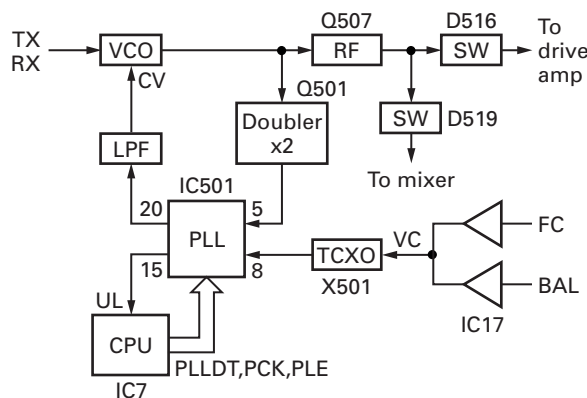 Q507
D516
To
drive
amp
TX
RX
VCO
RF
SW
CV
Q501
Doubler
x2
SW
D519
LPF
To mixer
IC501
20
5
PLL
15
8
VC
TCXO
X501
FC
BAL
IC17
UL
CPU
PLLDT,PCK,PLE
IC7